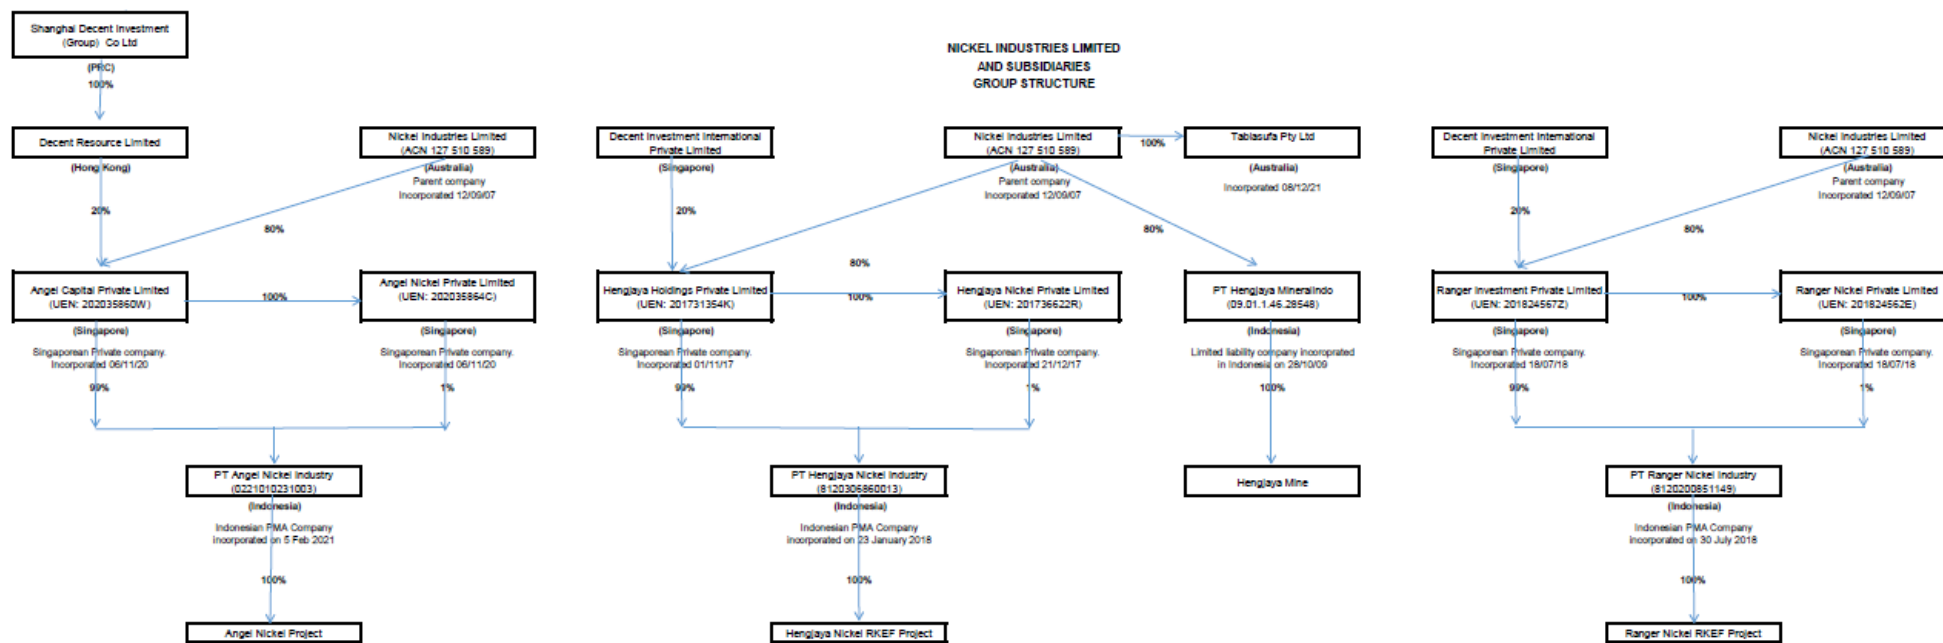 Shanghai Decent Investment
(Group) Co Ltd
(PRC)
100%
NICKEL INDUSTRIES LIMITED
AND SUBSIDIARIES
GROUP STRUCTURE
Decent Resource Limited
(Hong Kong)
20%
Nickel Industries Limited
(ACN 127 510 589)
(Australia)
Parent company
Incorporated 12/09/07
80%
Angel Capital Private Limited
(UEN: 202035860W)
(Singapore)
Singaporean Private company.
Incorporated 06/11/20
99%
100%
Angel Nickel Private Limited
(UEN: 202035864C)
(Singapore)
Singaporean Private company.
Incorporated 06/11/20
1%
PT Angel Nickel Industry
(0221010231003)
(Indonesia)
Indonesian PMA Company
incorporated on 5 Feb 2021
100%
Angel Nickel Project
Decent Investment International
Private Limited
(Singapore)
20%
Nickel Industries Limited
(ACN 127 510 589)
(Australia)
Parent company
Incorporated 12/09/07
100%
Tablasufa Pty Ltd
(Australia)
Incorporated 08/12/21
80%
80%
Hengjaya Holdings Private Limited
(UEN: 201731354K)
(Singapore)
Singaporean Private company.
Incorporated 01/11/17
99%
100%
Hengjaya Nickel Private Limited
(UEN: 201736622R)
(Singapore)
Singaporean Private company.
Incorporated 21/12/17
1%
PT Hengjaya Mineralindo
(09.01.1.46.28548)
(Indonesia)
Limited liability company incoroprated
in Indonesia on 28/10/09
100%
Hengjaya Mine
PT Hengjaya Nickel Industry
(8120306860013)
(Indonesia)
Indonesian PMA Company
incorporated on 23 January 2018
100%
Hengjaya Nickel RKEF Project
Decent Investment International
Private Limited
(Singapore)
20%
Nickel Industries Limited
(ACN 127 510 589)
(Australia)
Parent company
Incorporated 12/09/07
80%
Ranger Investment Private Limited
(UEN: 201824567Z)
(Singapore)
Singaporean Private company.
Incorporated 18/07/18
99%
100%
Ranger Nickel Private Limited
(UEN: 201824562E)
(Singapore)
Singaporean Private company.
Incorporated 18/07/18
1%
PT Ranger Nickel Industry
(8120200851149)
(Indonesia)
Indonesian PMA Company
incorporated on 30 July 2018
100%
Ranger Nickel RKEF Project